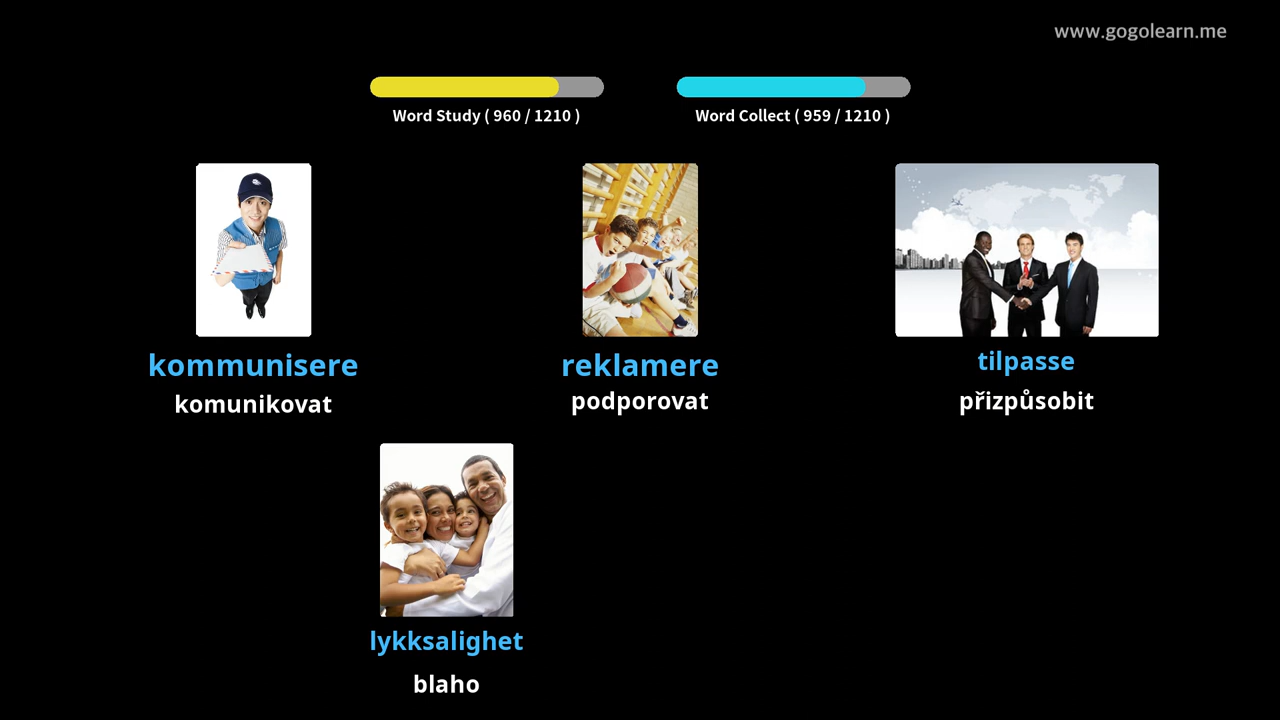 www.gogolearn.me
Word Study ( 960 / 1210 )
Word Collect ( 959 / 1210 )
kommunisere
komunikovat
reklamere
podporovat
tilpasse
přizpůsobit
lykksalighet
blaho